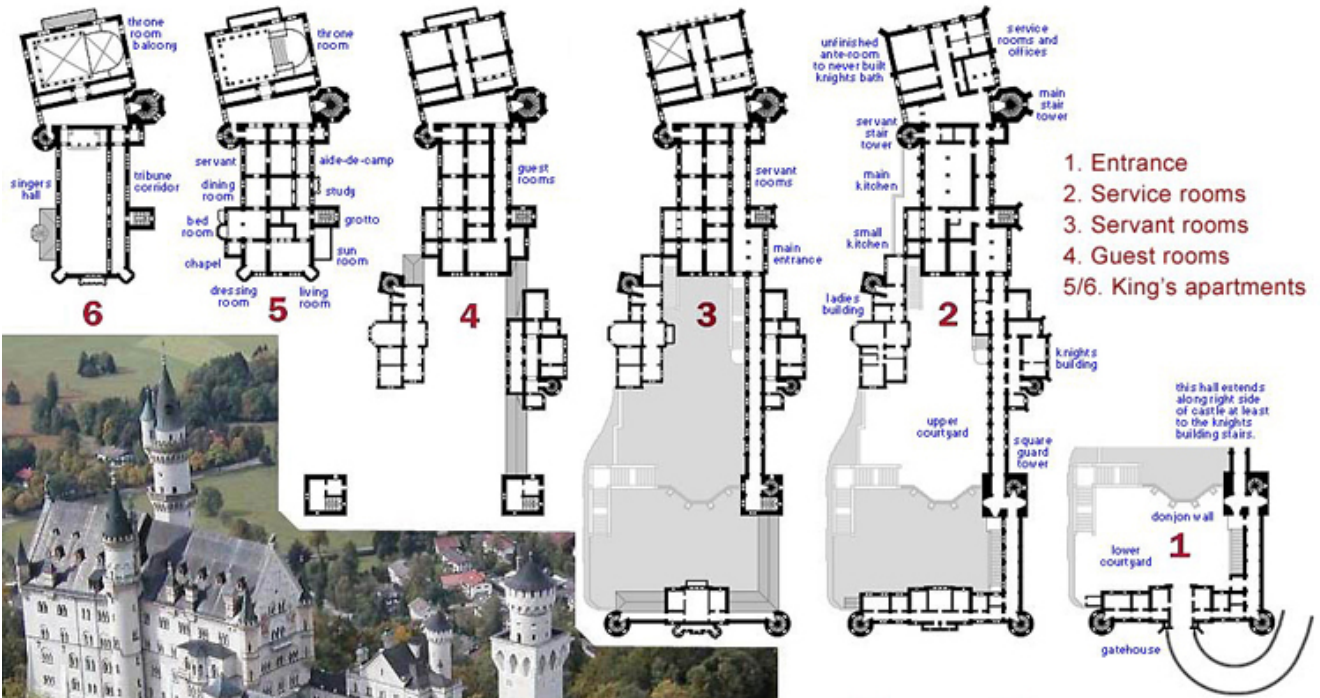 throne
room
balcony
singers
hall
tribune
corridor
6
throne
room
servant
aide-de-camp
dining
room
study
bed
room
grotto
chapel
sun
room
dressing
room
living
room
5
guest
rooms
4
servant
rooms
main
entrance
3
unfinished
ante-room
to never built
knights bath
service
rooms and
offices
main
stair
tower
servant
stair
tower
main
kitchen
small
kitchen
ladies
building
2
knights
building
upper
courtyard
square
guard
tower
1. Entrance
2. Service rooms
3. Servant rooms
4. Guest rooms
5/6. King's apartments
this hall extends
along right side
of castle at least
to the knights
building stairs.
donjon wall
1
lower
courtyard
gatehouse